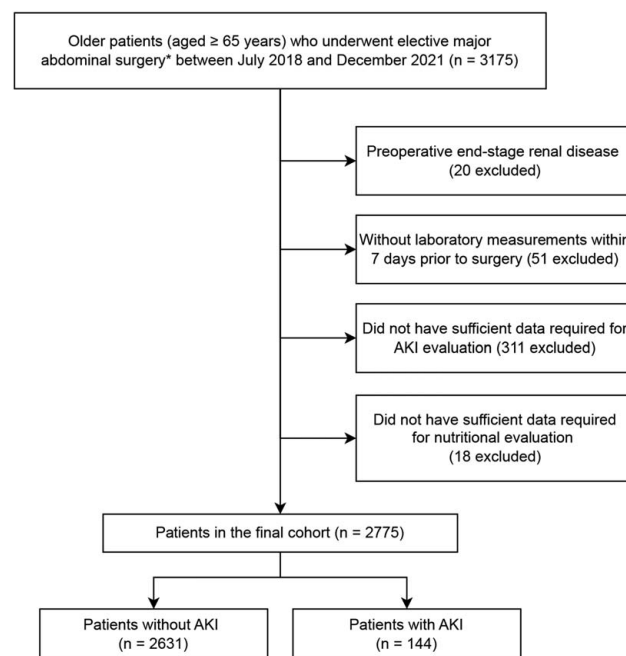 Older patients (aged ≥ 65 years) who underwent elective major
abdominal surgery* between July 2018 and December 2021 (n = 3175)
Preoperative end-stage renal disease
(20 excluded)
Without laboratory measurements within
7 days prior to surgery (51 excluded)
Did not have sufficient data required for
AKI evaluation (311 excluded)
Did not have sufficient data required
for nutritional evaluation
(18 excluded)
Patients in the final cohort (n = 2775)
Patients without AKI
(n = 2631)
Patients with AKI
(n = 144)